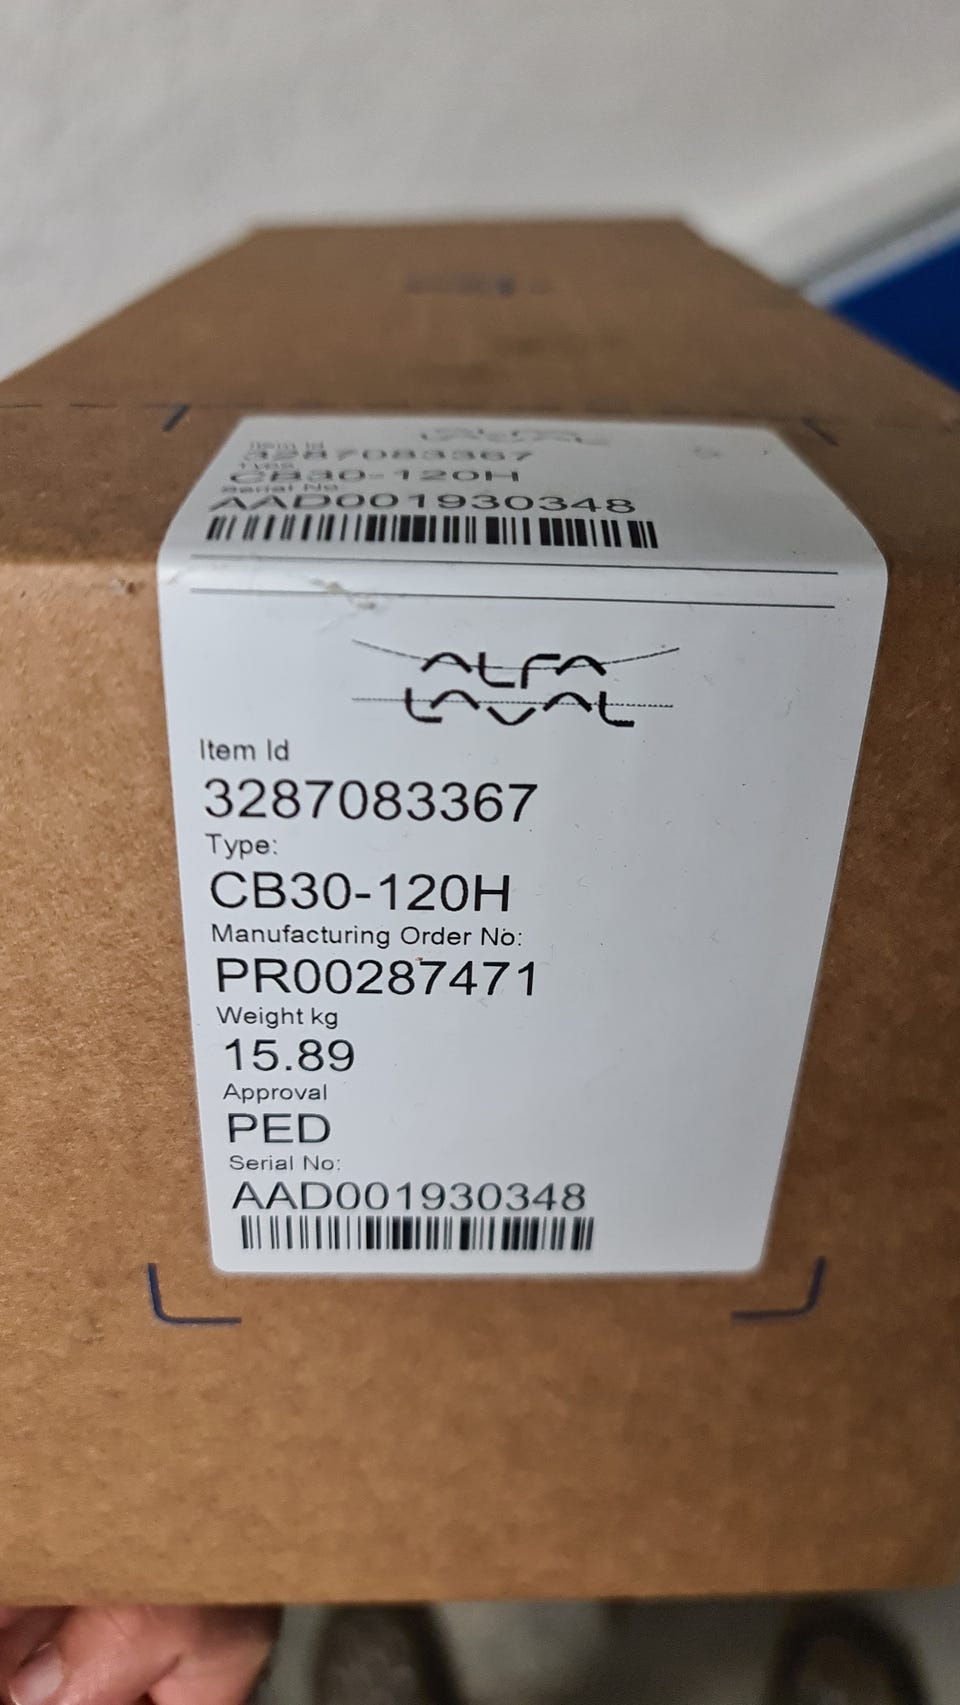 Item Id
3287083367
Type:
CB30-120H
Serial No:
AAD001930348
ALFA
LAVAL
Item Id
3287083367
Type:
CB30-120H
Manufacturing Order No:
PR00287471
Weight kg
15.89
Approval
PED
Serial No:
AAD001930348